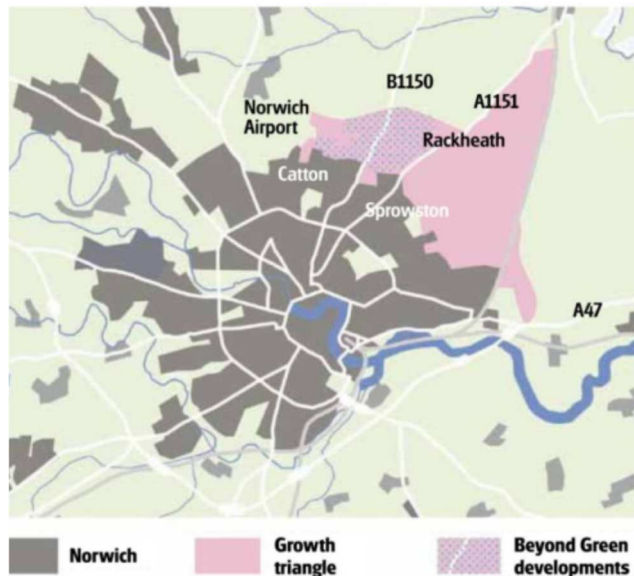 B1150
A1151
Norwich
Airport
Rackheath
Catton
Sprowston
A47
Norwich
Growth
triangle
Beyond Green
developments